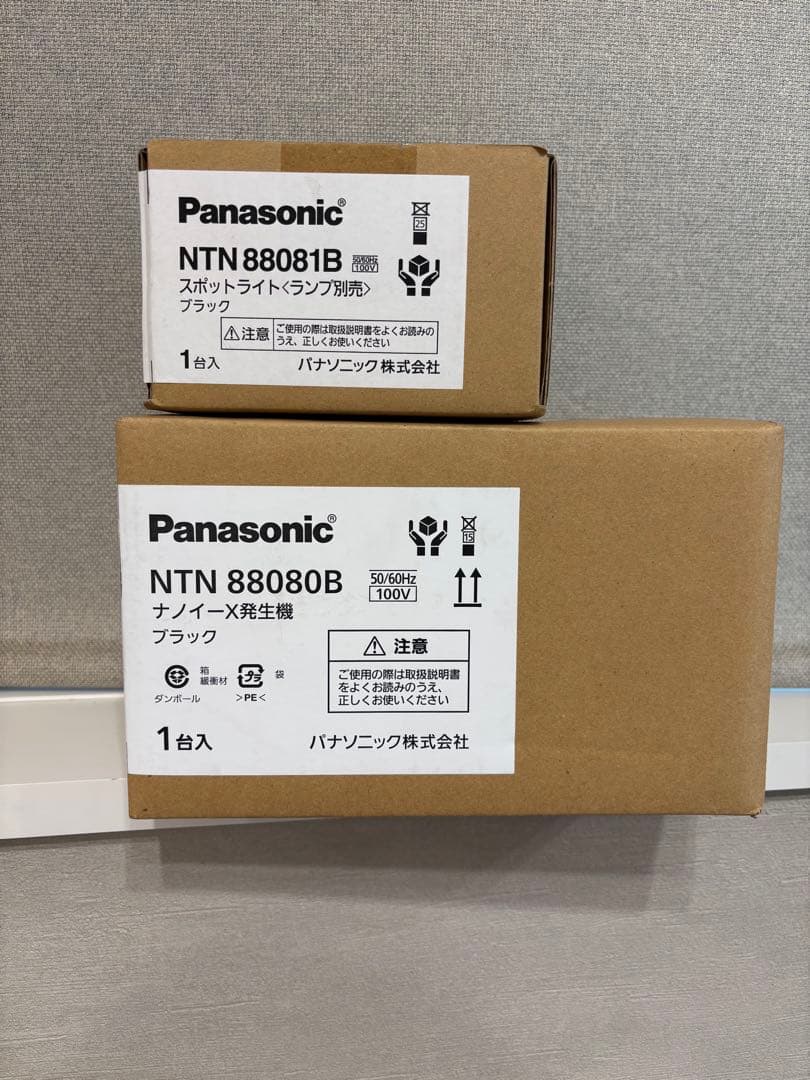 Panasonic®
25
NTN 88081B 50/60Hz 100V
スポットライト〈ランプ別売〉
ブラック
注意 ご使用の際は取扱説明書をよくお読みの
うえ、正しくお使いください
1台入 パナソニック株式会社
Panasonic®
15
NTN 88080B 50/60Hz 100V
ナノイーX発生機
ブラック
注意
ご使用の際は取扱説明書
をよくお読みのうえ、
正しくお使いください
箱
緩衝材
ダンボール
プラ
袋
>PE<
1台入 パナソニック株式会社